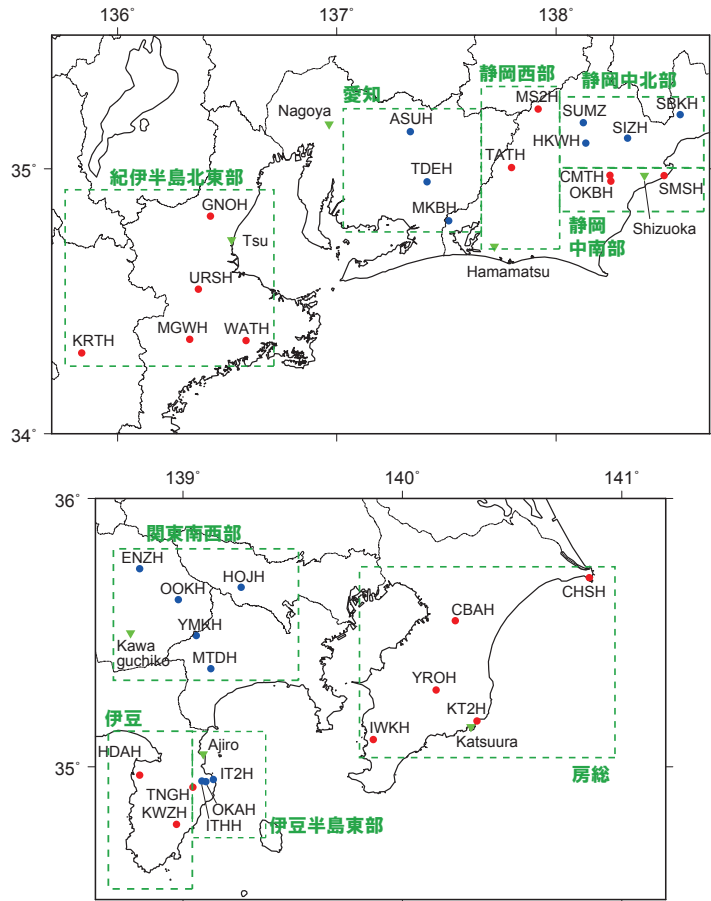 136° 137° 138°
静岡西部 静岡中北部
愛知
MS2H
SBKH
Nagoya
ASUH
SUMZ
SIZH
HKWH
35°
TATH
TDEH
紀伊半島北東部
CMTH
OKBH
SMSH
GNOH
MKBH
静岡
中南部
Shizuoka
Tsu
Hamamatsu
URSH
MGWH
WATH
KRTH
34°
139° 140° 141°
36°
関東南西部
ENZH
HOJH
OOKH
CHSH
CBAH
YMKH
Kawa
guchiko
MTDH
YROH
KT2H
伊豆
IWKH
Katsuura
HDAH
Ajiro
房総
35°
IT2H
TNGH
OKAH
KWZH
ITHH
伊豆半島東部